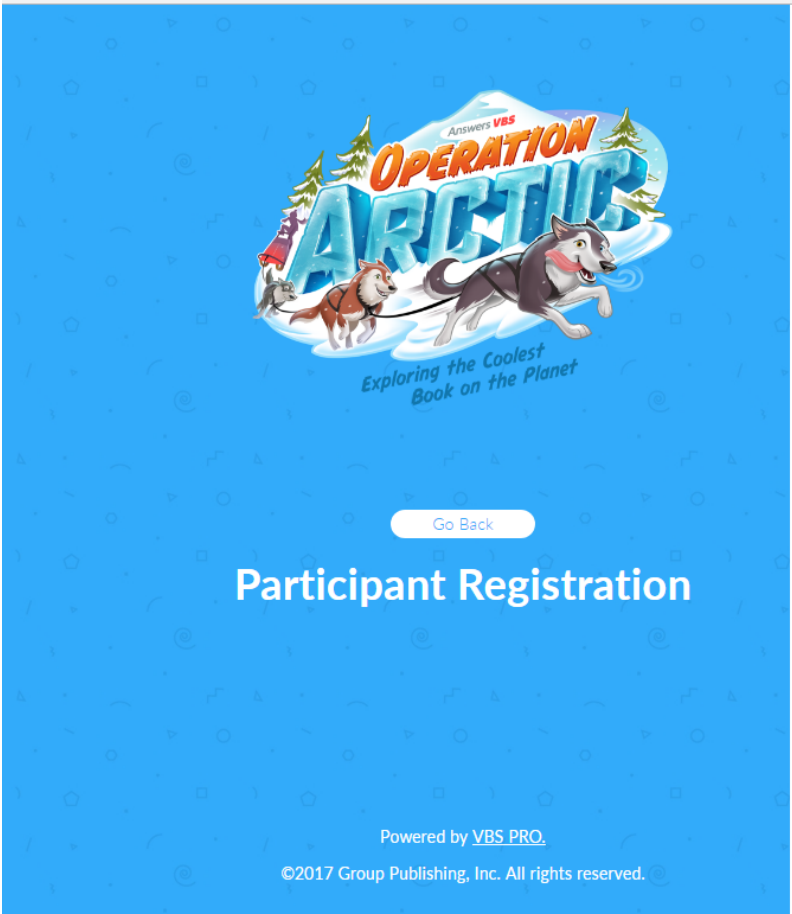 Answers VBS
OPERATION
ARCTIC
Exploring the Coolest
Book on the Planet
Go Back
Participant Registration
Powered by VBS PRO.
©2017 Group Publishing, Inc. All rights reserved.